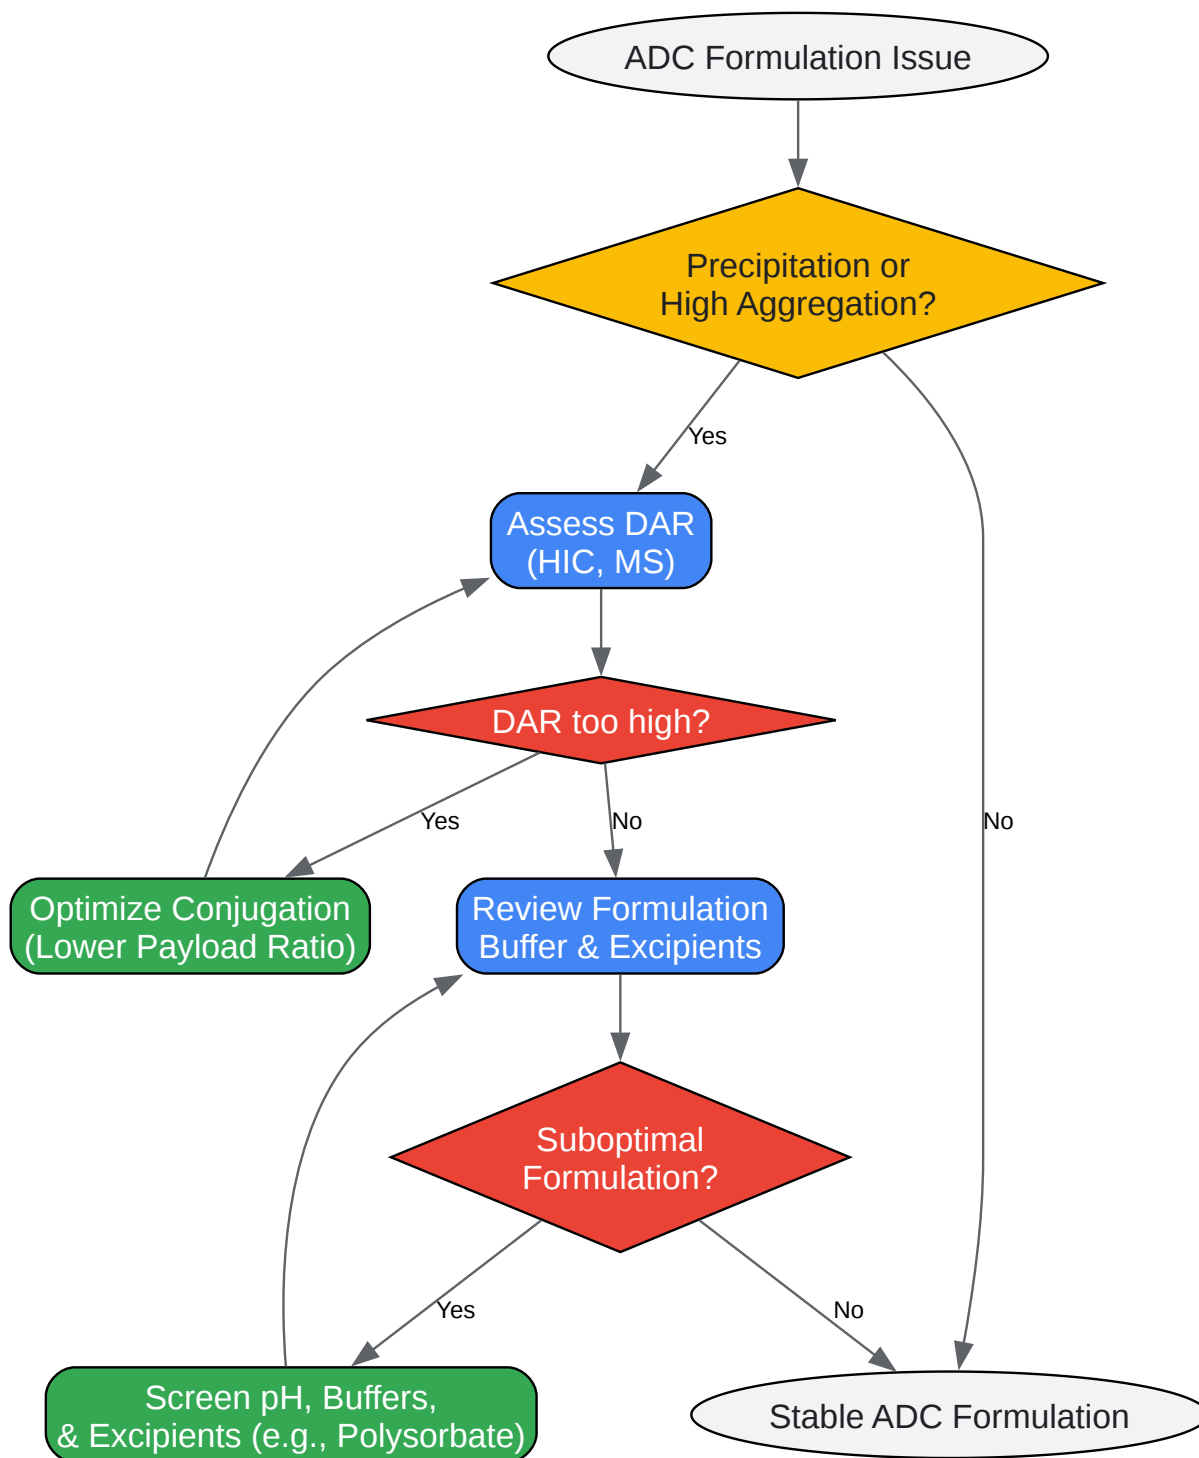 ADC Formulation Issue
Precipitation or
High Aggregation?
Yes
Assess DAR
(HIC, MS)
DAR too high?
Yes
No
No
Optimize Conjugation
(Lower Payload Ratio)
Review Formulation
Buffer & Excipients
Suboptimal
Formulation?
Yes
No
Screen pH, Buffers,
& Excipients (e.g., Polysorbate)
Stable ADC Formulation